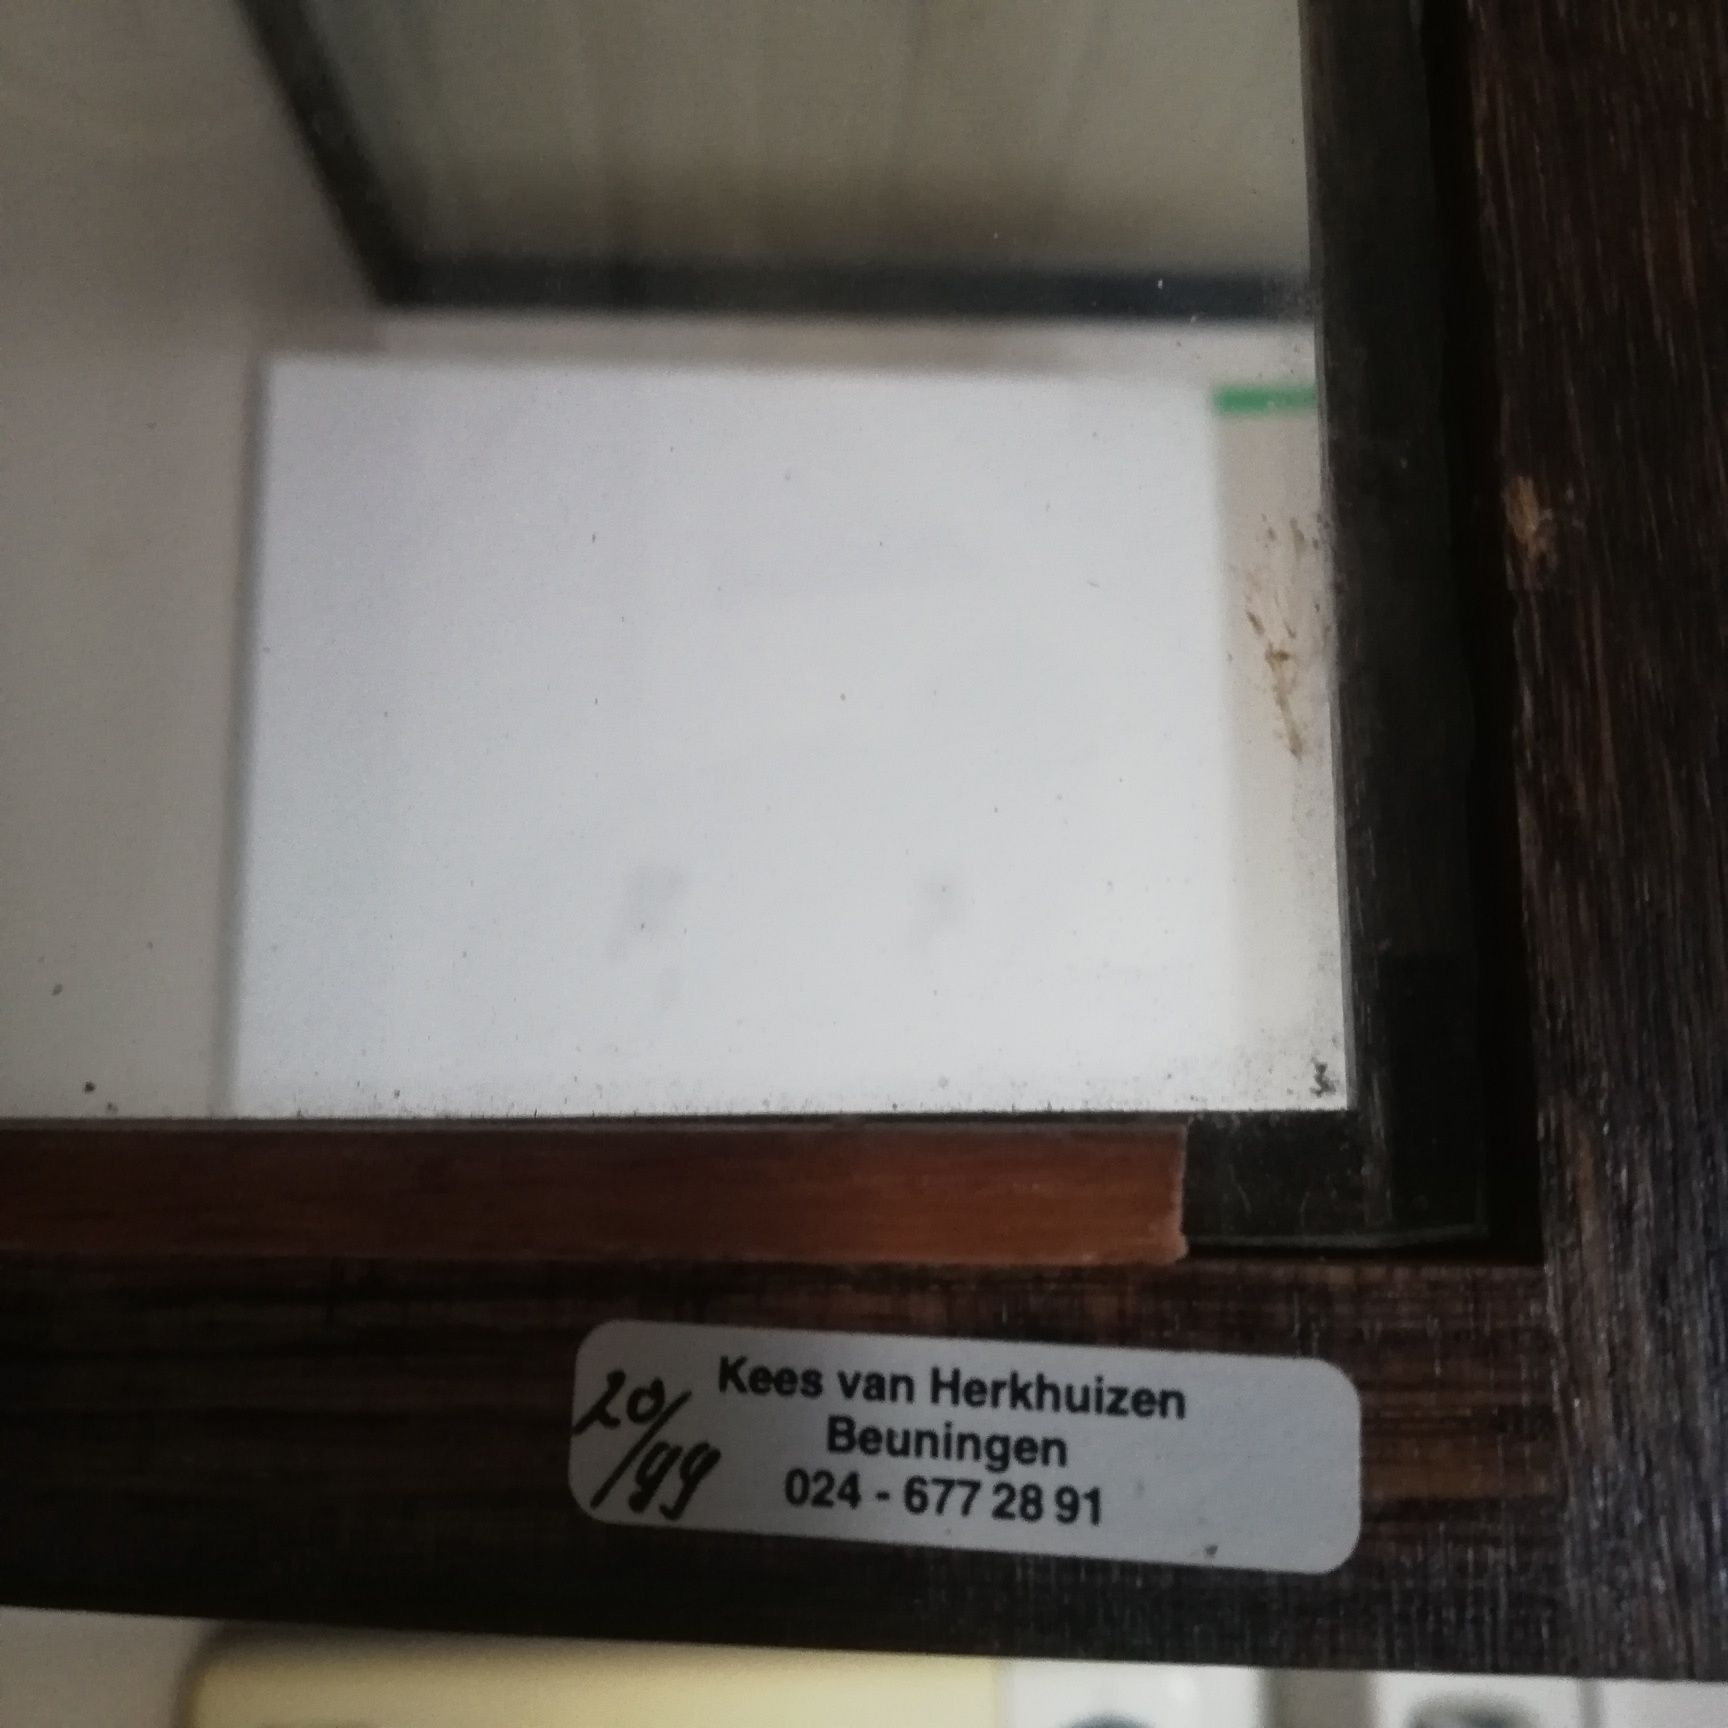 20/99
Kees van Herkhuizen
Beuningen
024 - 677 28 91